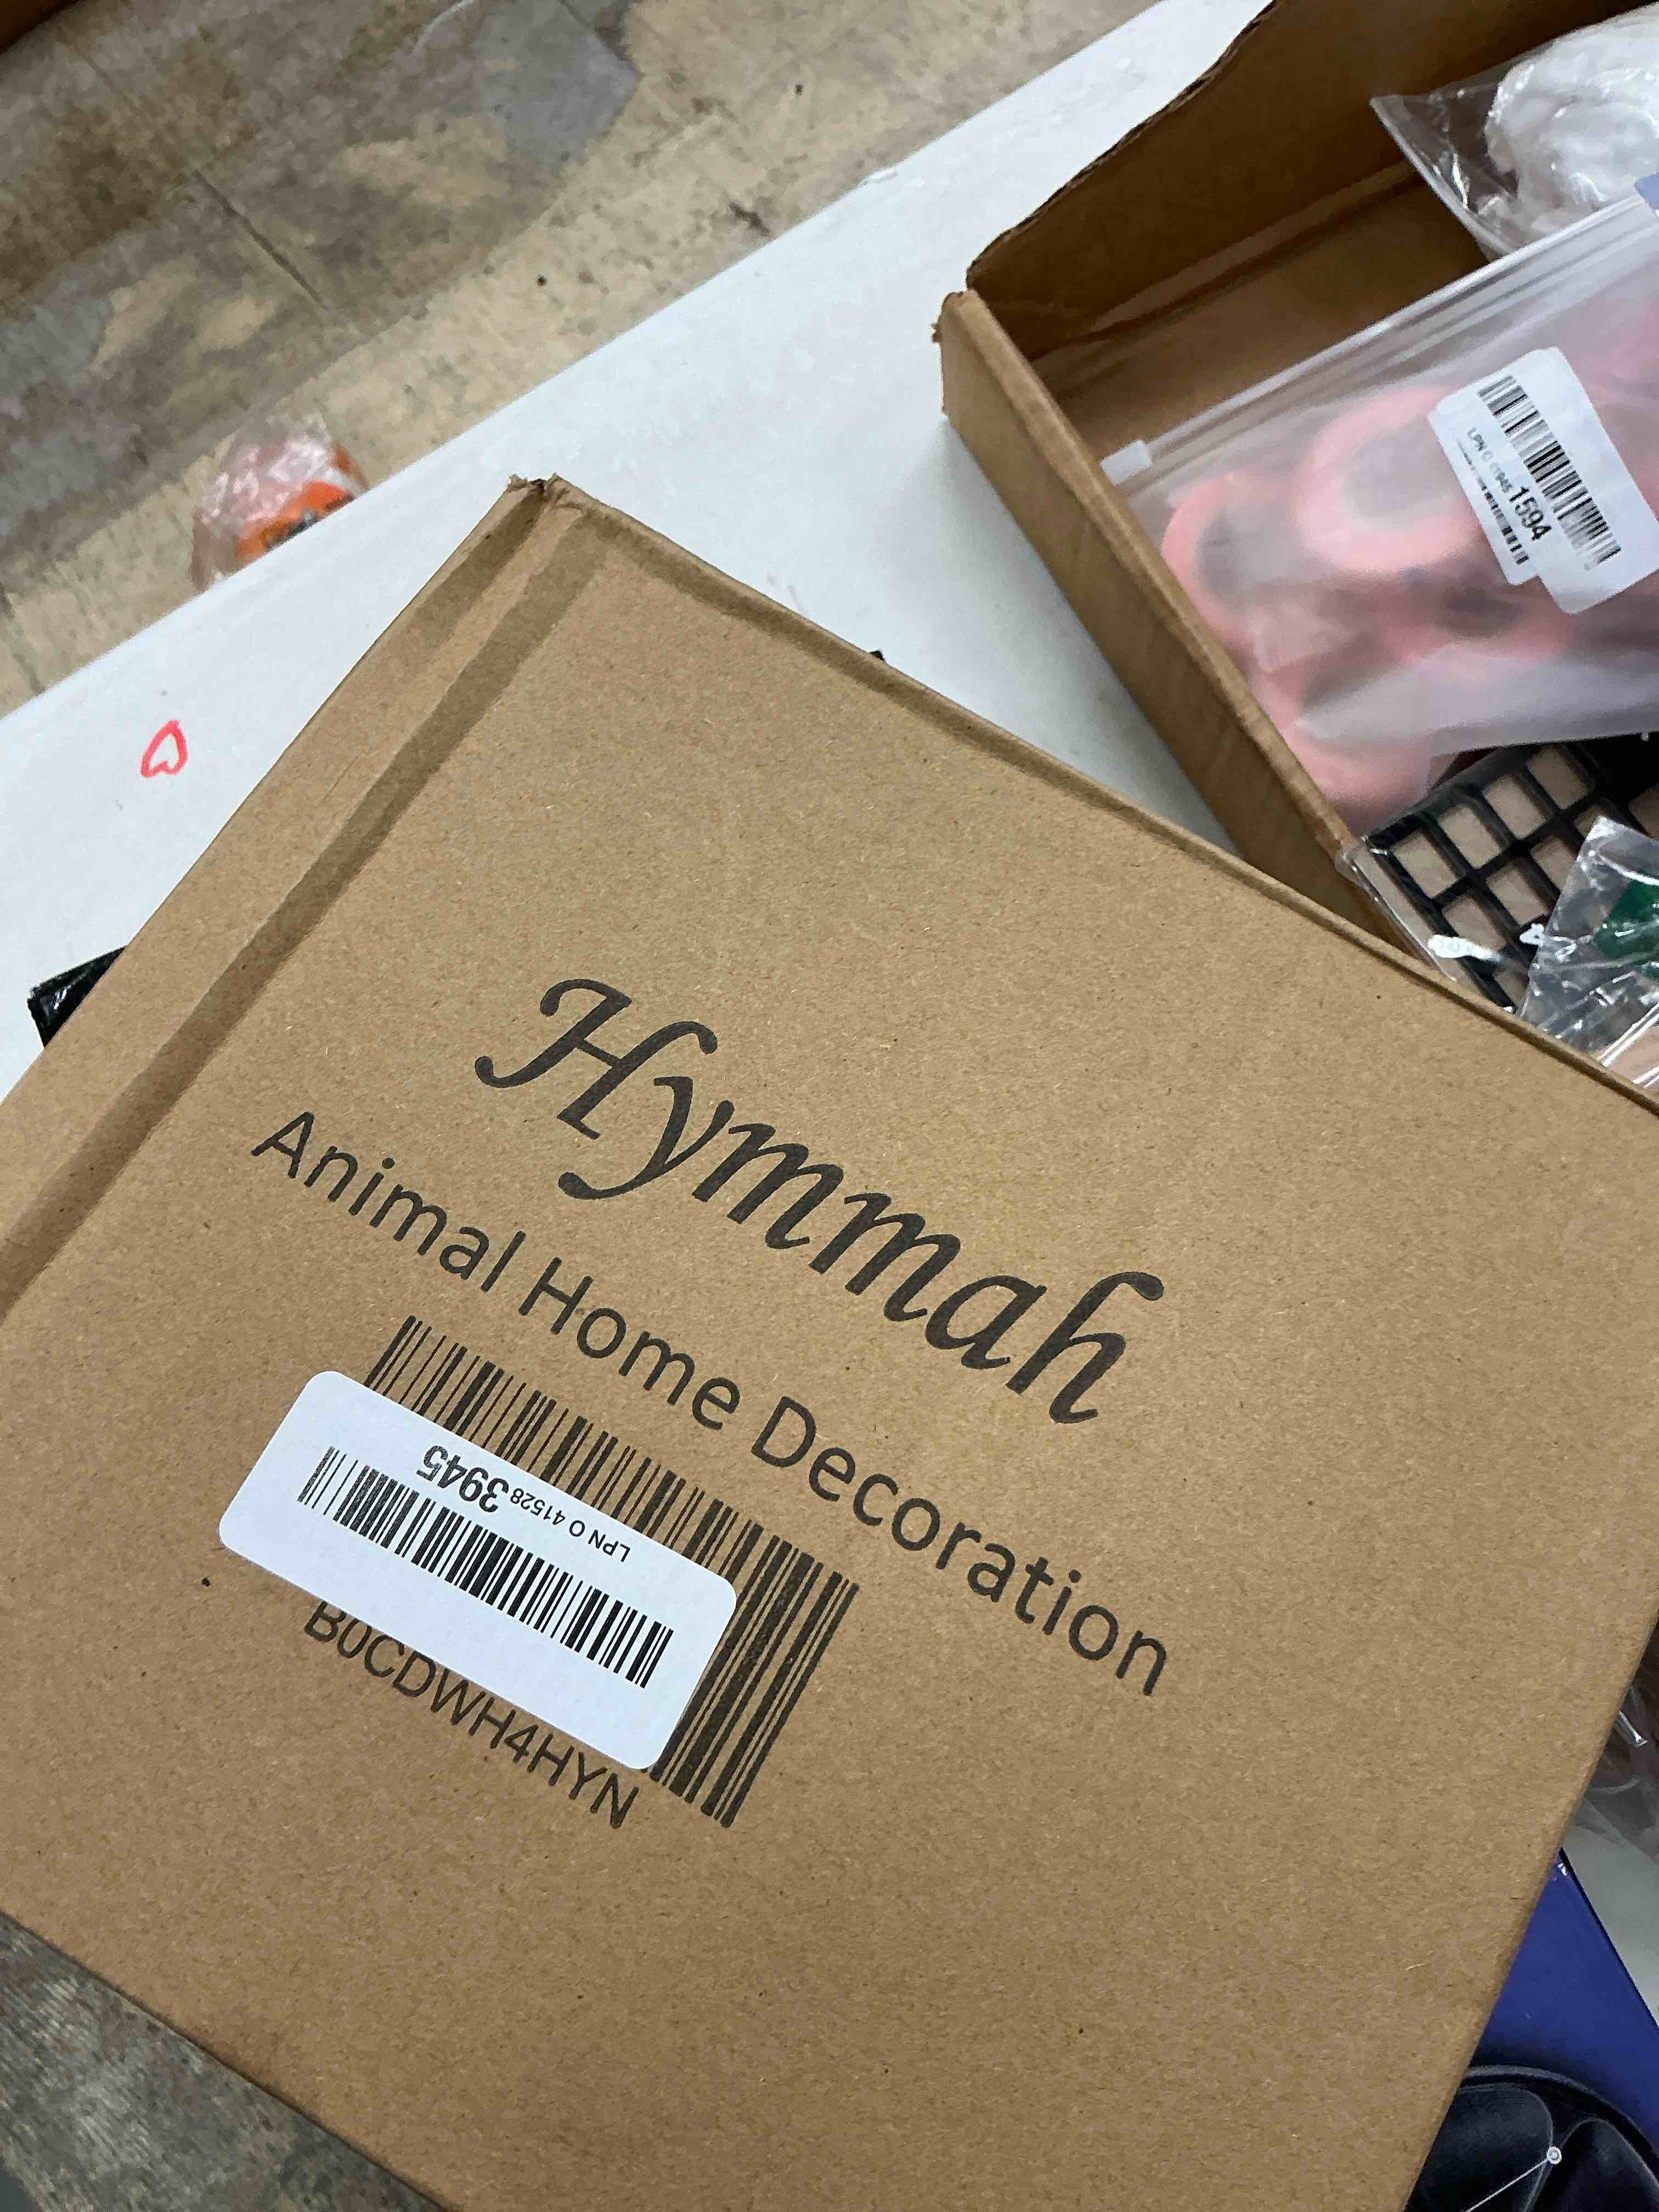 Hymmah
Animal Home Decoration
LPN O 41528 3945
B0CDWH4HYN
1594